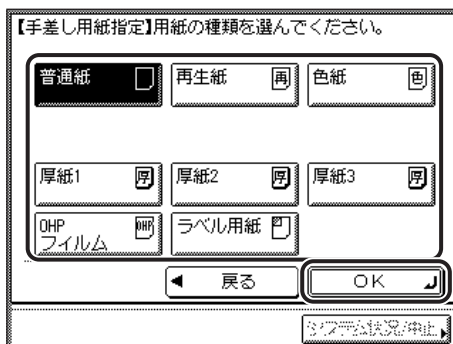 【手差し用紙指定】用紙の種類を選んでください。
普通紙
再生紙 再
色紙 色
厚紙1 厚
厚紙2 厚
厚紙3 厚
OHP フィルム OHP
ラベル用紙
戻る
OK
システム状況/中止